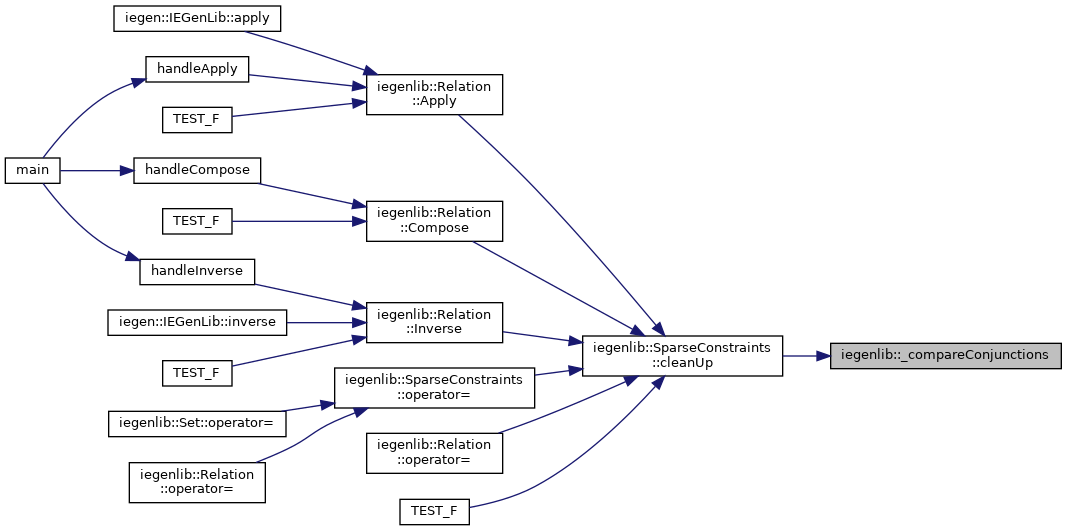 iegen::IEGenLib::apply
handleApply
iegenlib::Relation
::Apply
TEST_F
main
handleCompose
iegenlib::Relation
::Compose
TEST_F
handleInverse
iegenlib::Relation
::Inverse
iegen::IEGenLib::inverse
TEST_F
iegenlib::SparseConstraints
::cleanUp
iegenlib::_compareConjunctions
iegenlib::SparseConstraints
::operator=
iegenlib::Set::operator=
iegenlib::Relation
::operator=
iegenlib::Relation
::operator=
TEST_F